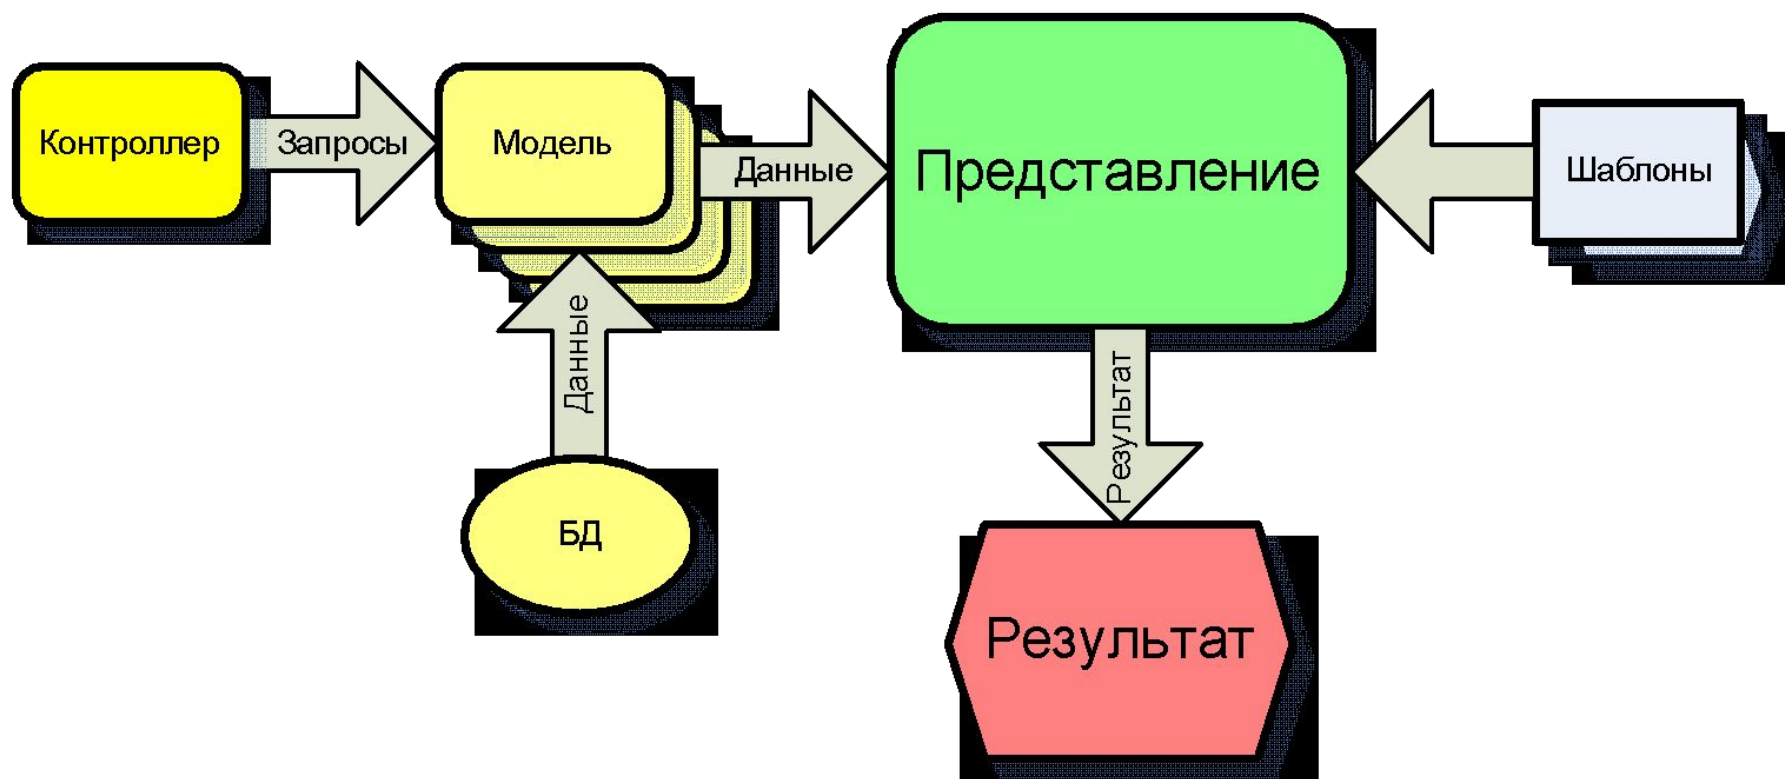 Контроллер
Запросы
Модель
Данные
Представление
Шаблоны
Данные
Результат
БД
Результат